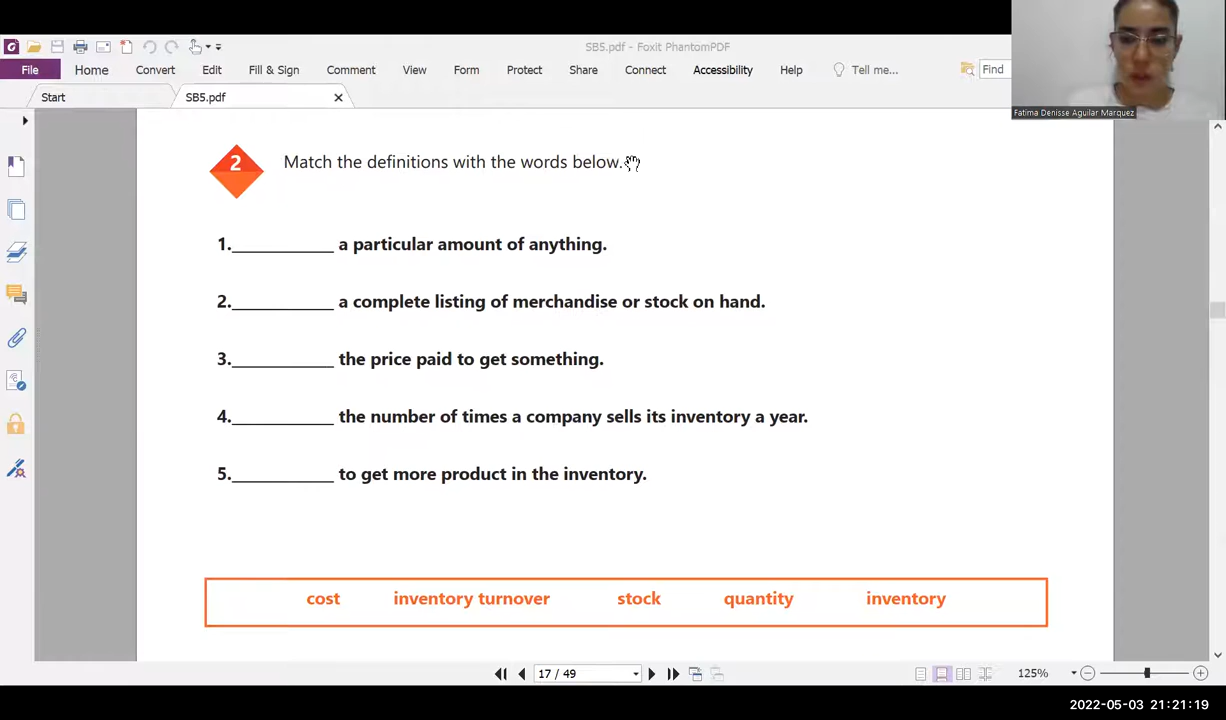 SB5.pdf - Foxit PhantomPDF
File Home Convert Edit Fill & Sign Comment View Form Protect Share Connect Accessibility Help Tell me... Find
Start SB5.pdf
Fatima Denisse Aguilar Marquez
2 Match the definitions with the words below.
1.___________ a particular amount of anything.
2.___________ a complete listing of merchandise or stock on hand.
3.___________ the price paid to get something.
4.___________ the number of times a company sells its inventory a year.
5.___________ to get more product in the inventory.
cost inventory turnover stock quantity inventory
17 / 49 125%
2022-05-03 21:21:19